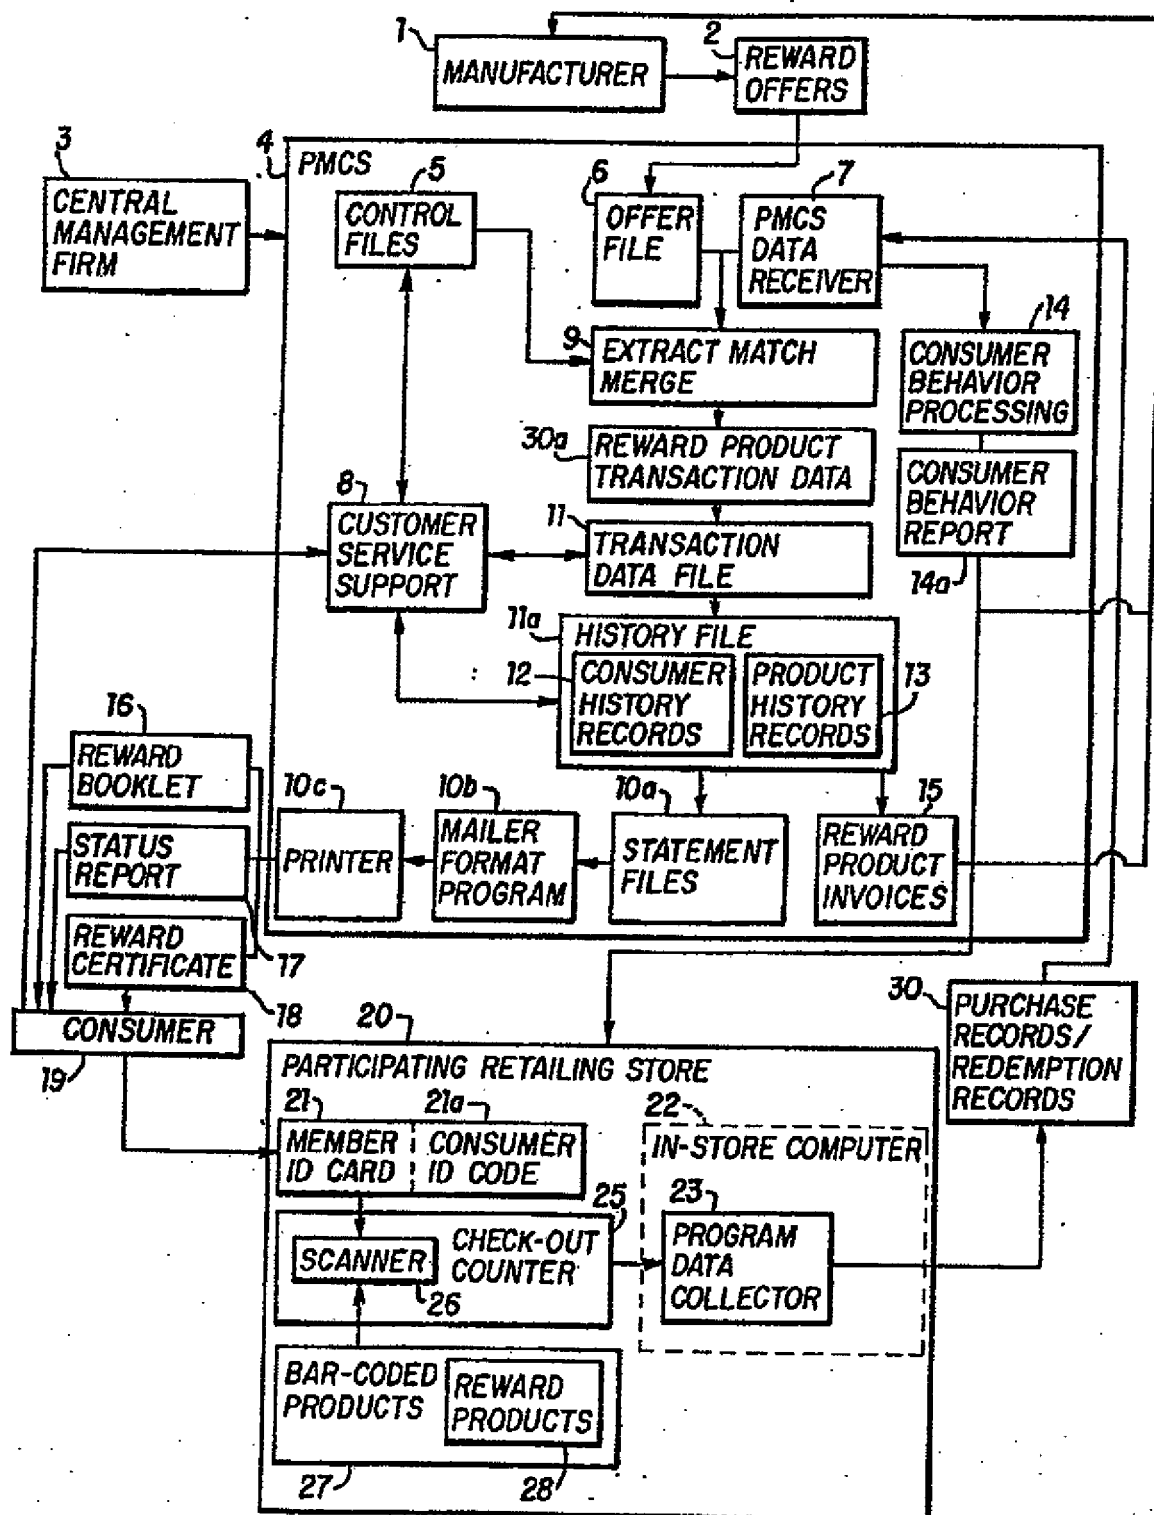 1
MANUFACTURER
2
REWARD
OFFERS
3
CENTRAL
MANAGEMENT
FIRM
4
PMCS
5
CONTROL
FILES
6
OFFER
FILE
7
PMCS
DATA
RECEIVER
9
EXTRACT MATCH
MERGE
14
CONSUMER
BEHAVIOR
PROCESSING
30a
REWARD PRODUCT
TRANSACTION DATA
CONSUMER
BEHAVIOR
REPORT
14a
8
CUSTOMER
SERVICE
SUPPORT
11
TRANSACTION
DATA FILE
11a
HISTORY FILE
12
CONSUMER
HISTORY
RECORDS
PRODUCT
HISTORY
RECORDS
13
16
REWARD
BOOKLET
STATUS
REPORT
17
REWARD
CERTIFICATE
18
CONSUMER
19
10c
PRINTER
10b
MAILER
FORMAT
PROGRAM
10a
STATEMENT
FILES
15
REWARD
PRODUCT
INVOICES
30
PURCHASE
RECORDS/
REDEMPTION
RECORDS
20
PARTICIPATING RETAILING STORE
21
MEMBER
ID CARD
21a
CONSUMER
ID CODE
22
IN-STORE COMPUTER
23
PROGRAM
DATA
COLLECTOR
25
CHECK-OUT
COUNTER
SCANNER
26
BAR-CODED
PRODUCTS
REWARD
PRODUCTS
27
28